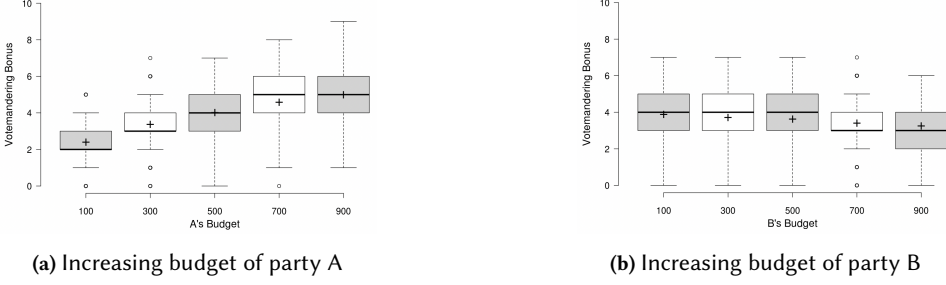 10
8
6
4
2
0
Votemandering Bonus
100 300 500 700 900
A's Budget
(a) Increasing budget of party A
10
8
6
4
2
0
Votemandering Bonus
100 300 500 700 900
B's Budget
(b) Increasing budget of party B